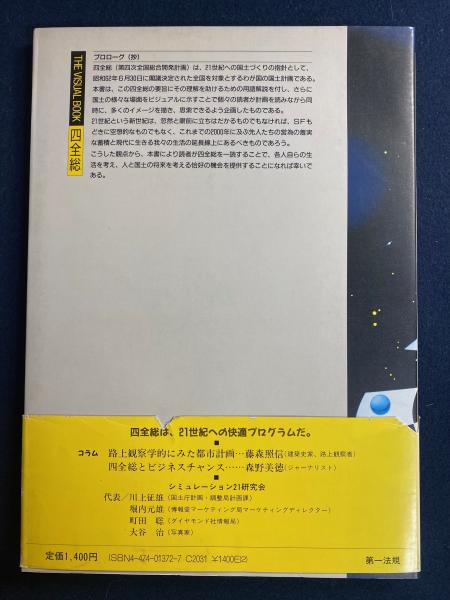 THE VISUAL BOOK 四全総
プロローグ（抄）
四全総（第四次全国総合開発計画）は、21世紀への国土づくりの指針として、
昭和62年6月30日に閣議決定された全国を対象とするわが国の国土計画である。
本書は、この四全総の要旨にその理解を助けるための用語解説を付し、さらに
国土の様々な場面をビジュアルに示すことで個々の読者が計画を読みながら同
時に、多くのイメージを描き、思索できるよう企画したものである。
21世紀という新世紀は、忽然と眼前に立ちはだかるものでもなければ、SFも
どきに空想的なものでもなく、これまでの2000年に及ぶ先人たちの営為の着実
な蓄積と現代に生きる我々の生活の延長線上にあるべきものであろう。
こうした観点から、本書により読者が四全総を一読することで、各人自らの生
活を考え、人と国土の将来を考える恰好の機会を提供することになれば幸いで
ある。
四全総は、21世紀への快適プログラムだ。
コラム 路上観察学的にみた都市計画…藤森照信（建築史家、路上観察者）
四全総とビジネスチャンス……森野美徳（ジャーナリスト）
シミュレーション21研究会
代表／川上征雄（国土庁計画・調整局計画課）
堀内元雄（博報堂マーケティング局マーケティングディレクター）
町田 聡（ダイヤモンド社情報局）
大谷 治（写真家）
定価1,400円 ISBN4-474-01372-7 C2031 ¥1400E(2) 第一法規